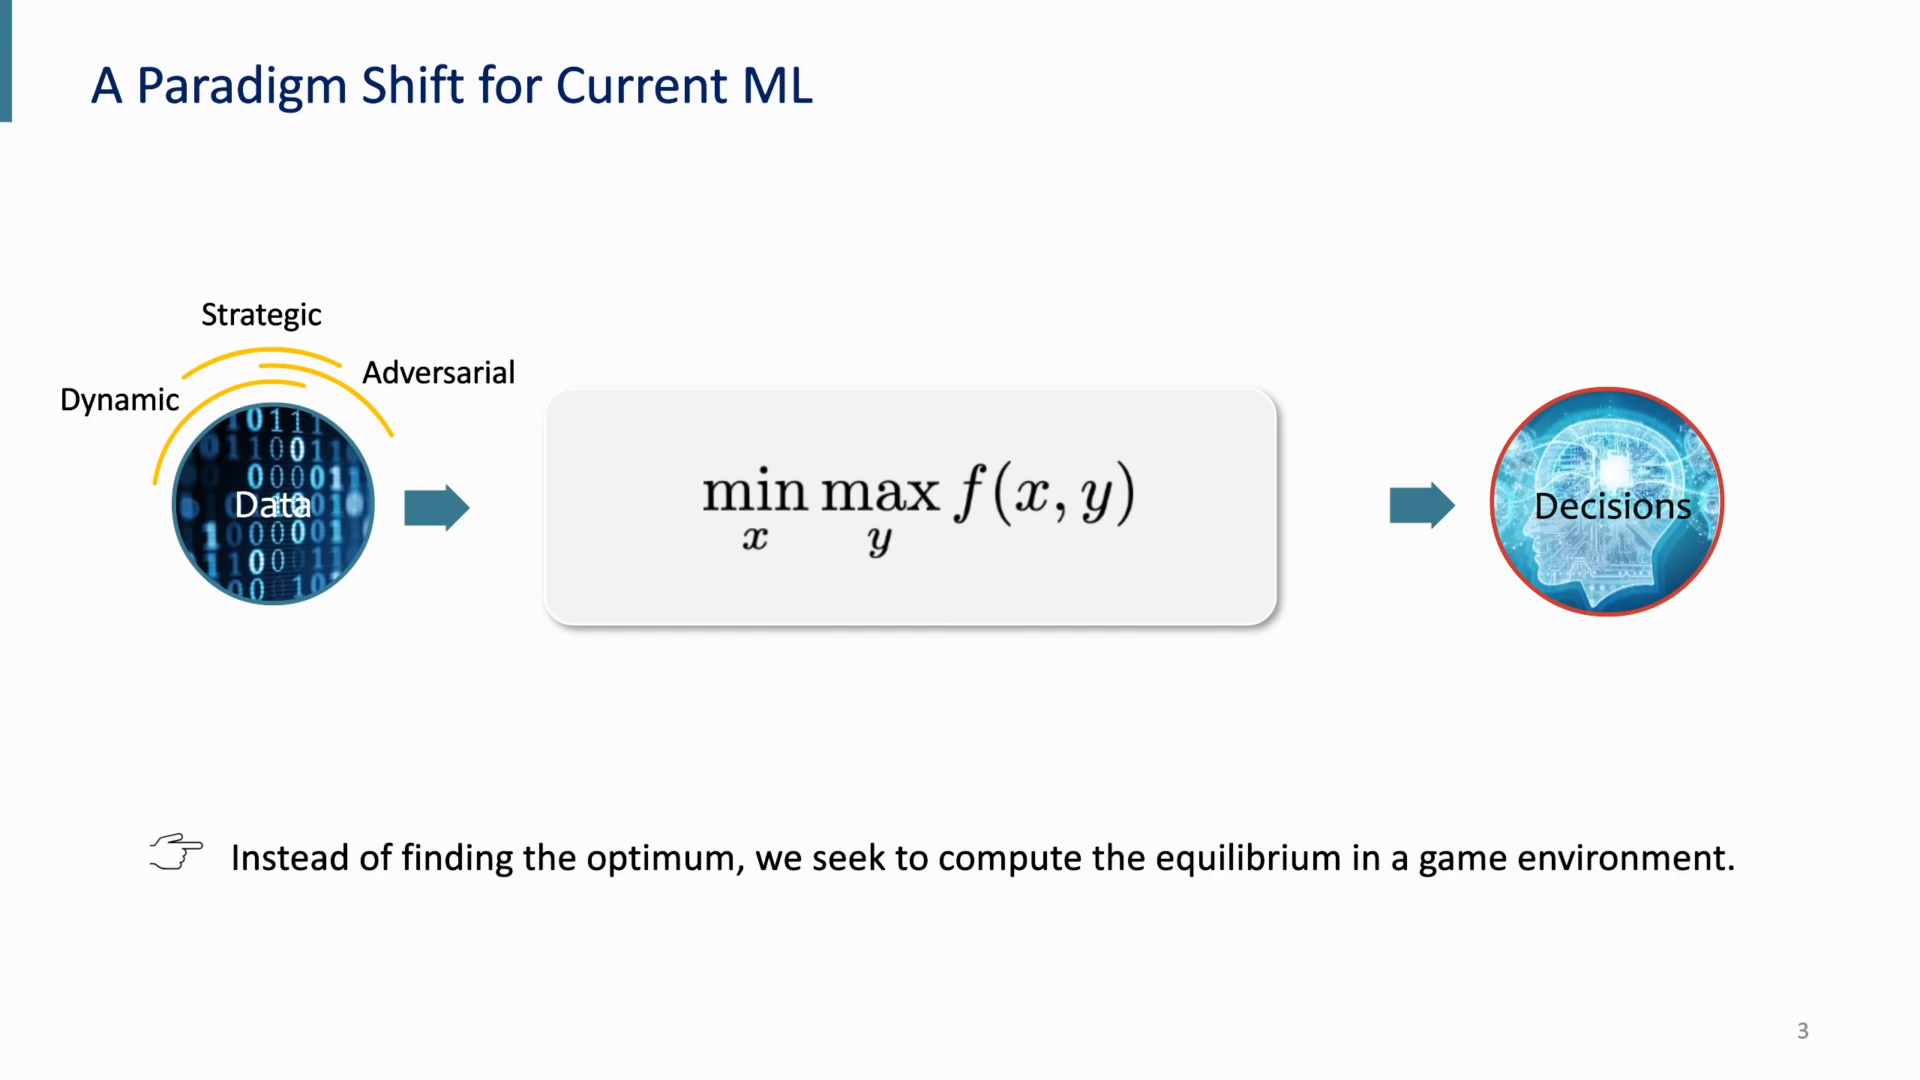 A Paradigm Shift for Current ML
Strategic
Adversarial
Dynamic
Data
min max f(x, y)
x y
Decisions
☞ Instead of finding the optimum, we seek to compute the equilibrium in a game environment.
3